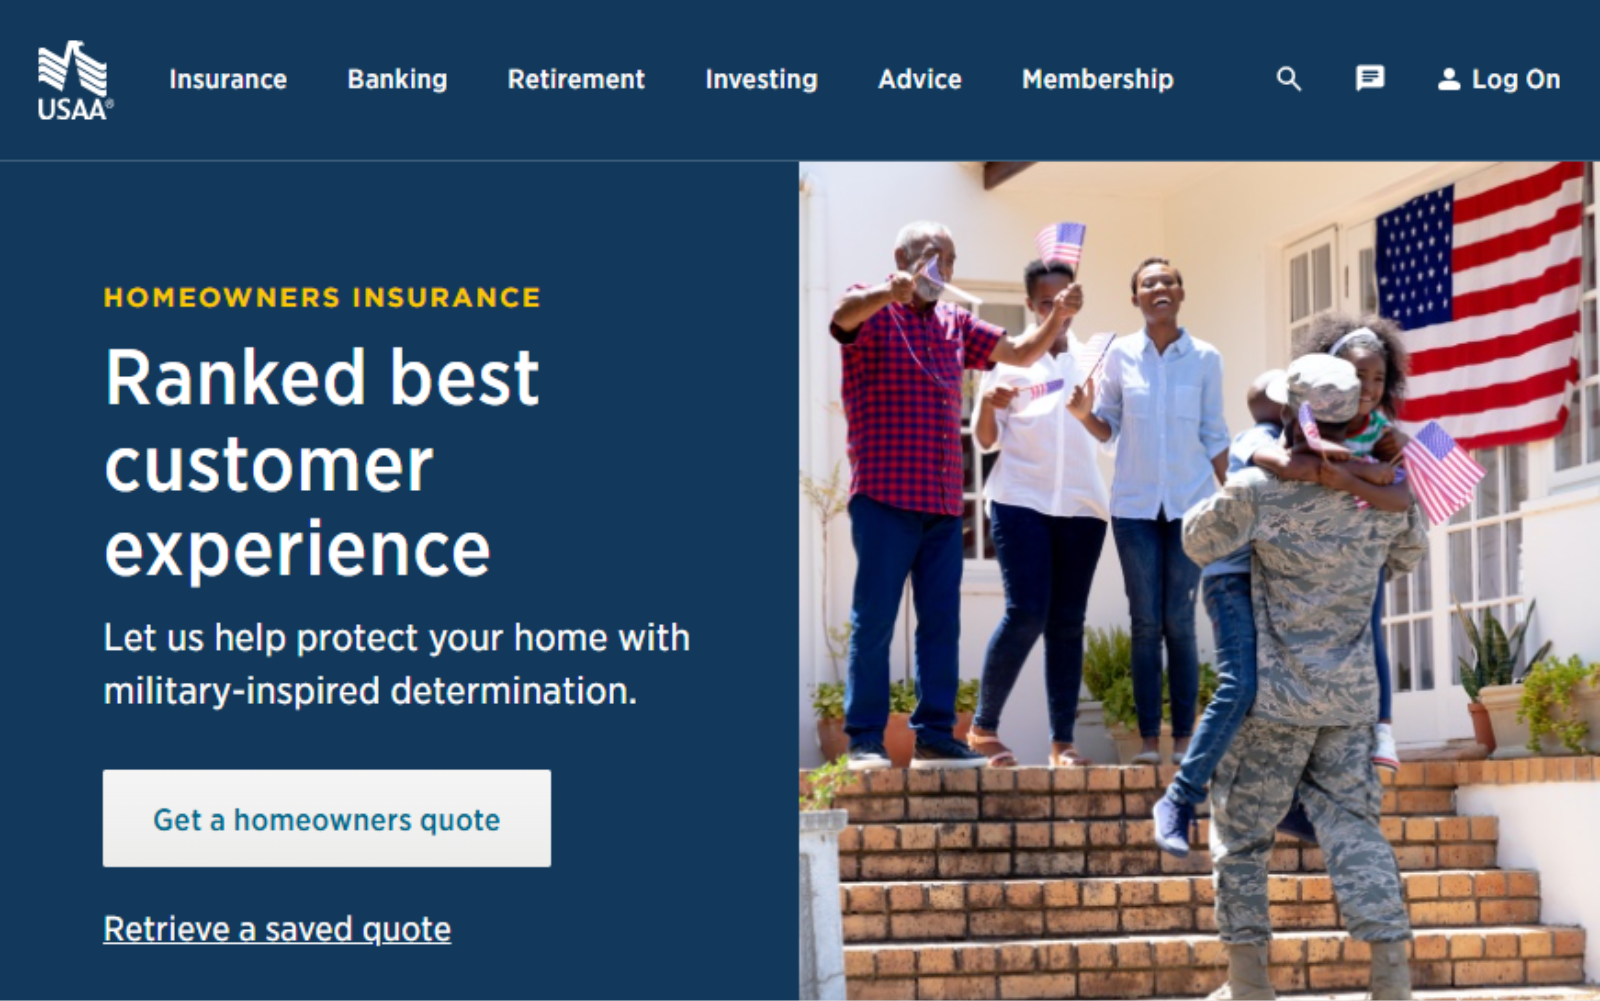 USAA®
Insurance Banking Retirement Investing Advice Membership Log On
HOMEOWNERS INSURANCE
Ranked best
customer
experience
Let us help protect your home with
military-inspired determination.
Get a homeowners quote
Retrieve a saved quote